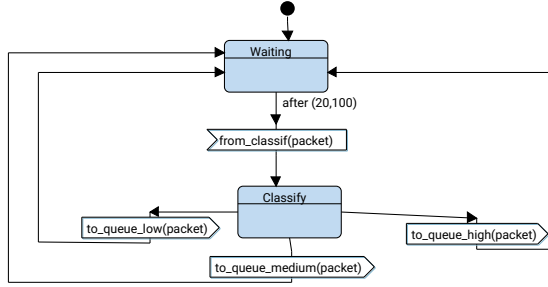 Waiting
after (20,100)
from_classif(packet)
Classify
to_queue_low(packet)
to_queue_high(packet)
to_queue_medium(packet)